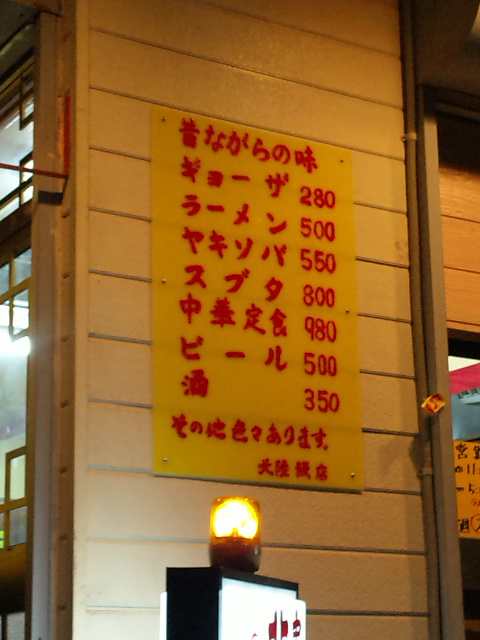 昔ながらの味
ギョーザ 280
ラーメン 500
ヤキソバ 550
スブタ 800
中華定食 980
ビール 500
酒 350
その他色々あります。
北陸飯店
北